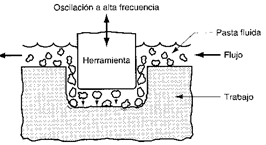 Oscilación a alta frecuencia
Pasta fluida
Herramienta
Flujo
Trabajo